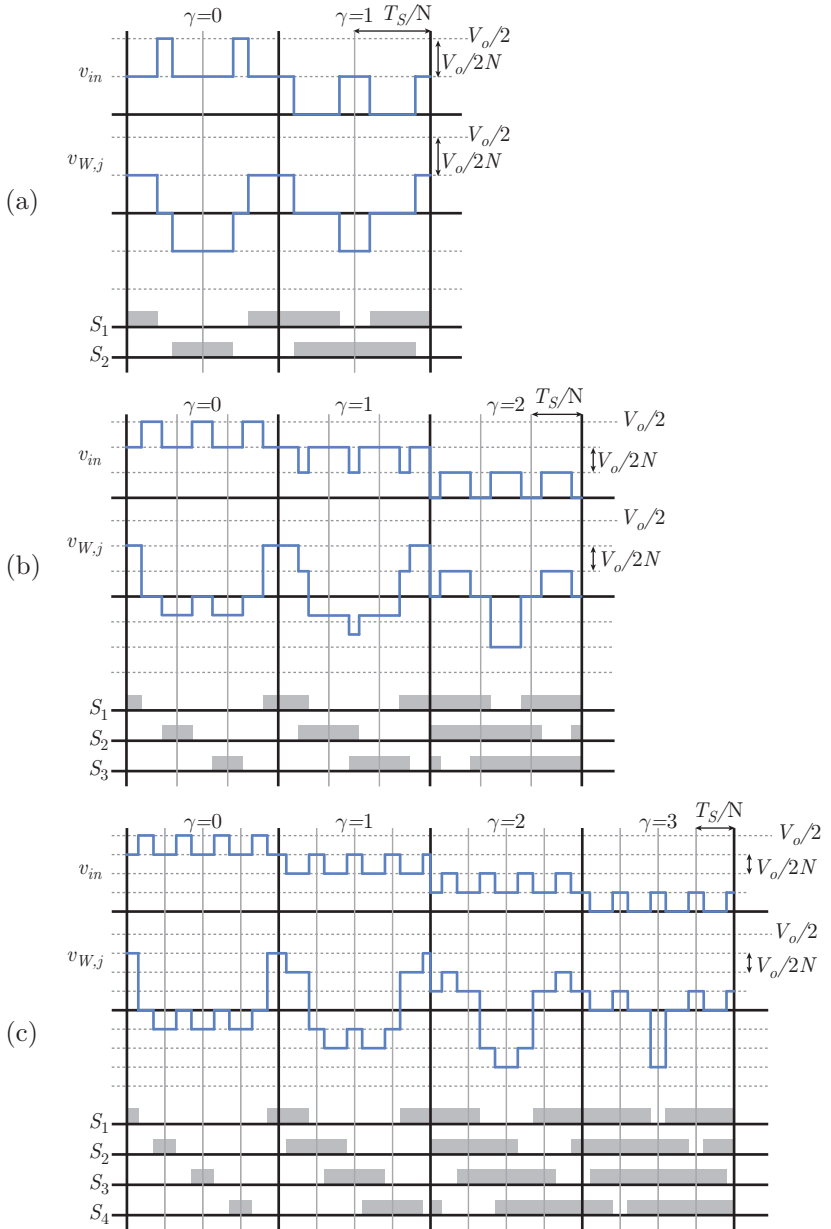 γ=0 γ=1 T_S/N
V_o/2
v_in V_o/2N
V_o/2
v_W,j V_o/2N
(a)
S_1
S_2
γ=0 γ=1 γ=2 T_S/N
V_o/2
v_in V_o/2N
V_o/2
v_W,j V_o/2N
(b)
S_1
S_2
S_3
γ=0 γ=1 γ=2 γ=3 T_S/N
V_o/2
v_in V_o/2N
V_o/2
v_W,j V_o/2N
(c)
S_1
S_2
S_3
S_4